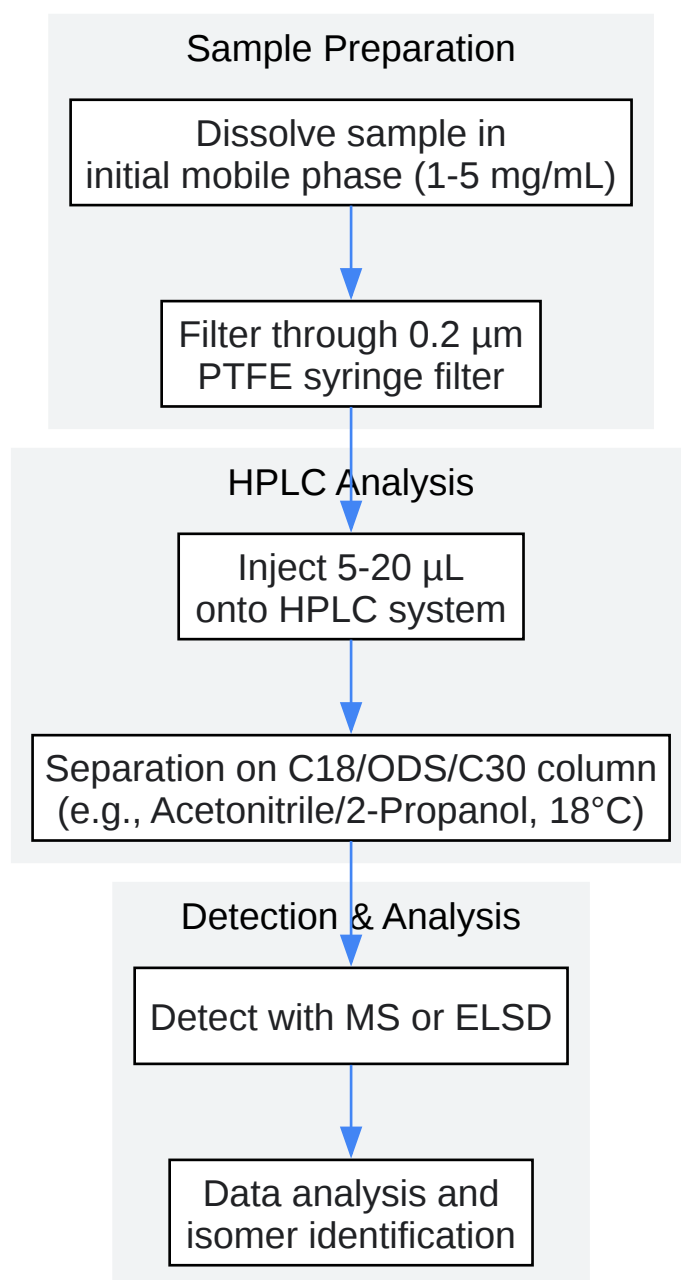 Sample Preparation
Dissolve sample in
initial mobile phase (1-5 mg/mL)
Filter through 0.2 µm
PTFE syringe filter
HPLC Analysis
Inject 5-20 µL
onto HPLC system
Separation on C18/ODS/C30 column
(e.g., Acetonitrile/2-Propanol, 18°C)
Detection & Analysis
Detect with MS or ELSD
Data analysis and
isomer identification